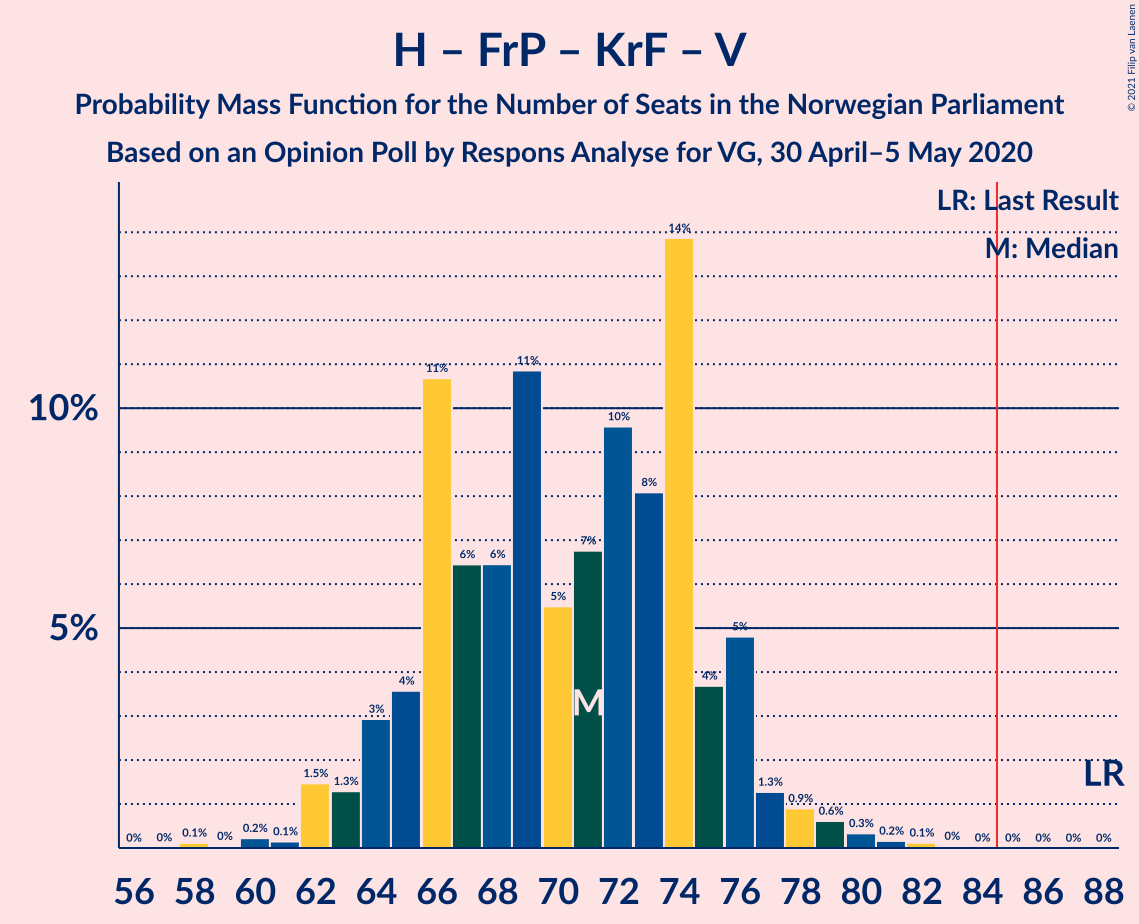 H – FrP – KrF – V
Probability Mass Function for the Number of Seats in the Norwegian Parliament
Based on an Opinion Poll by Respons Analyse for VG, 30 April–5 May 2020
© 2021 Filip van Laenen
LR: Last Result
M: Median
10%
5%
0% 0% 0.1% 0% 0.2% 0.1% 1.5% 1.3% 3% 4% 11% 6% 6% 11% 5% 7% 10% 8% 14% 4% 5% 1.3% 0.9% 0.6% 0.3% 0.2% 0.1% 0% 0% 0% 0% 0% 0%
M
LR
56 58 60 62 64 66 68 70 72 74 76 78 80 82 84 86 88